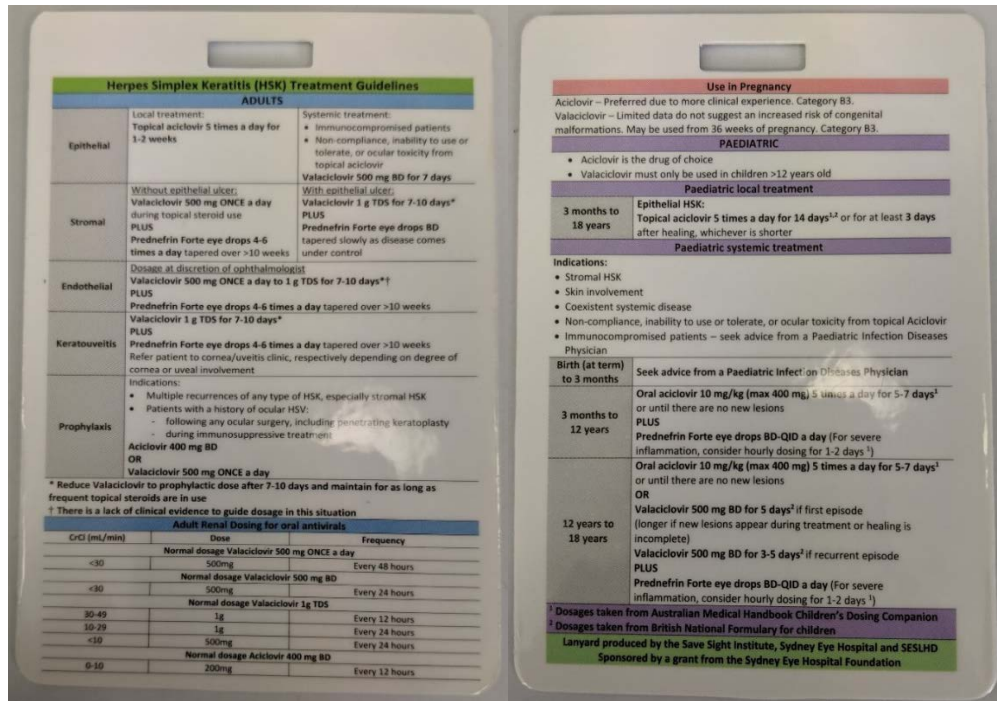 Herpes Simplex Keratitis (HSK) Treatment Guidelines
ADULTS
Epithelial
Local treatment:
Topical aciclovir 5 times a day for
1-2 weeks
Systemic treatment:
• Immunocompromised patients
• Non-compliance, inability to use or
tolerate, or ocular toxicity from
topical aciclovir
Valaciclovir 500 mg BD for 7 days
Stromal
Without epithelial ulcer:
Valaciclovir 500 mg ONCE a day
during topical steroid use
PLUS
Prednefrin Forte eye drops 4-6
times a day tapered over >10 weeks
With epithelial ulcer:
Valaciclovir 1 g TDS for 7-10 days*
PLUS
Prednefrin Forte eye drops BD
tapered slowly as disease comes
under control
Endothelial
Dosage at discretion of ophthalmologist
Valaciclovir 500 mg ONCE a day to 1 g TDS for 7-10 days*†
PLUS
Prednefrin Forte eye drops 4-6 times a day tapered over >10 weeks
Keratouveitis
Valaciclovir 1 g TDS for 7-10 days*
PLUS
Prednefrin Forte eye drops 4-6 times a day tapered over >10 weeks
Refer patient to cornea/uveitis clinic, respectively depending on degree of
cornea or uveal involvement
Prophylaxis
Indications:
• Multiple recurrences of any type of HSK, especially stromal HSK
• Patients with a history of ocular HSV:
- following any ocular surgery, including penetrating keratoplasty
- during immunosuppressive treatment
Aciclovir 400 mg BD
OR
Valaciclovir 500 mg ONCE a day
* Reduce Valaciclovir to prophylactic dose after 7-10 days and maintain for as long as
frequent topical steroids are in use
† There is a lack of clinical evidence to guide dosage in this situation
Adult Renal Dosing for oral antivirals
CrCl (mL/min) Dose Frequency
Normal dosage Valaciclovir 500 mg ONCE a day
<30 500mg Every 48 hours
Normal dosage Valaciclovir 500 mg BD
<30 500mg Every 24 hours
Normal dosage Valaciclovir 1g TDS
30-49 1g Every 12 hours
10-29 1g Every 24 hours
<10 500mg Every 24 hours
Normal dosage Aciclovir 400 mg BD
0-10 200mg Every 12 hours
Use in Pregnancy
Aciclovir – Preferred due to more clinical experience. Category B3.
Valaciclovir – Limited data do not suggest an increased risk of congenital
malformations. May be used from 36 weeks of pregnancy. Category B3.
PAEDIATRIC
• Aciclovir is the drug of choice
• Valaciclovir must only be used in children >12 years old
Paediatric local treatment
3 months to
18 years
Epithelial HSK:
Topical aciclovir 5 times a day for 14 days1,2 or for at least 3 days
after healing, whichever is shorter
Paediatric systemic treatment
Indications:
• Stromal HSK
• Skin involvement
• Coexistent systemic disease
• Non-compliance, inability to use or tolerate, or ocular toxicity from topical Aciclovir
• Immunocompromised patients – seek advice from a Paediatric Infection Diseases
Physician
Birth (at term)
to 3 months
Seek advice from a Paediatric Infection Diseases Physician
3 months to
12 years
Oral aciclovir 10 mg/kg (max 400 mg) 5 times a day for 5-7 days1
or until there are no new lesions
PLUS
Prednefrin Forte eye drops BD-QID a day (For severe
inflammation, consider hourly dosing for 1-2 days 1)
12 years to
18 years
Oral aciclovir 10 mg/kg (max 400 mg) 5 times a day for 5-7 days1
or until there are no new lesions
OR
Valaciclovir 500 mg BD for 5 days2 if first episode
(longer if new lesions appear during treatment or healing is
incomplete)
Valaciclovir 500 mg BD for 3-5 days2 if recurrent episode
PLUS
Prednefrin Forte eye drops BD-QID a day (For severe
inflammation, consider hourly dosing for 1-2 days 1)
1 Dosages taken from Australian Medical Handbook Children's Dosing Companion
2 Dosages taken from British National Formulary for children
Lanyard produced by the Save Sight Institute, Sydney Eye Hospital and SESLHD
Sponsored by a grant from the Sydney Eye Hospital Foundation